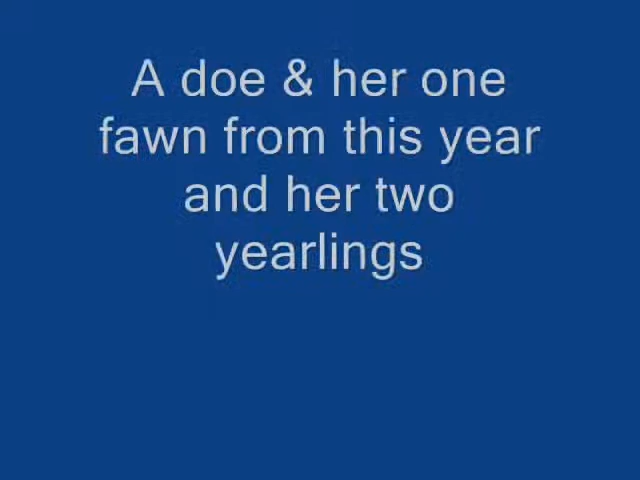 A doe & her one
fawn from this year
and her two
yearlings